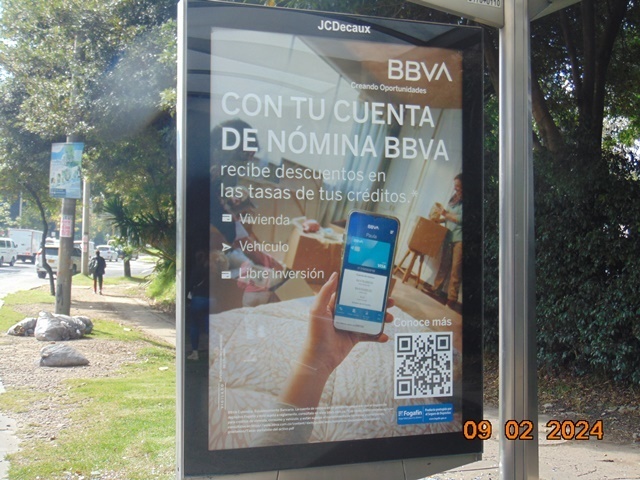 JCDecaux
BBVA
Creando Oportunidades
CON TU CUENTA
DE NÓMINA BBVA
recibe descuentos en
las tasas de tus créditos.*
Vivienda
Vehículo
Libre Inversión
BBVA
Conoce más
Fogafín
09 02 2024